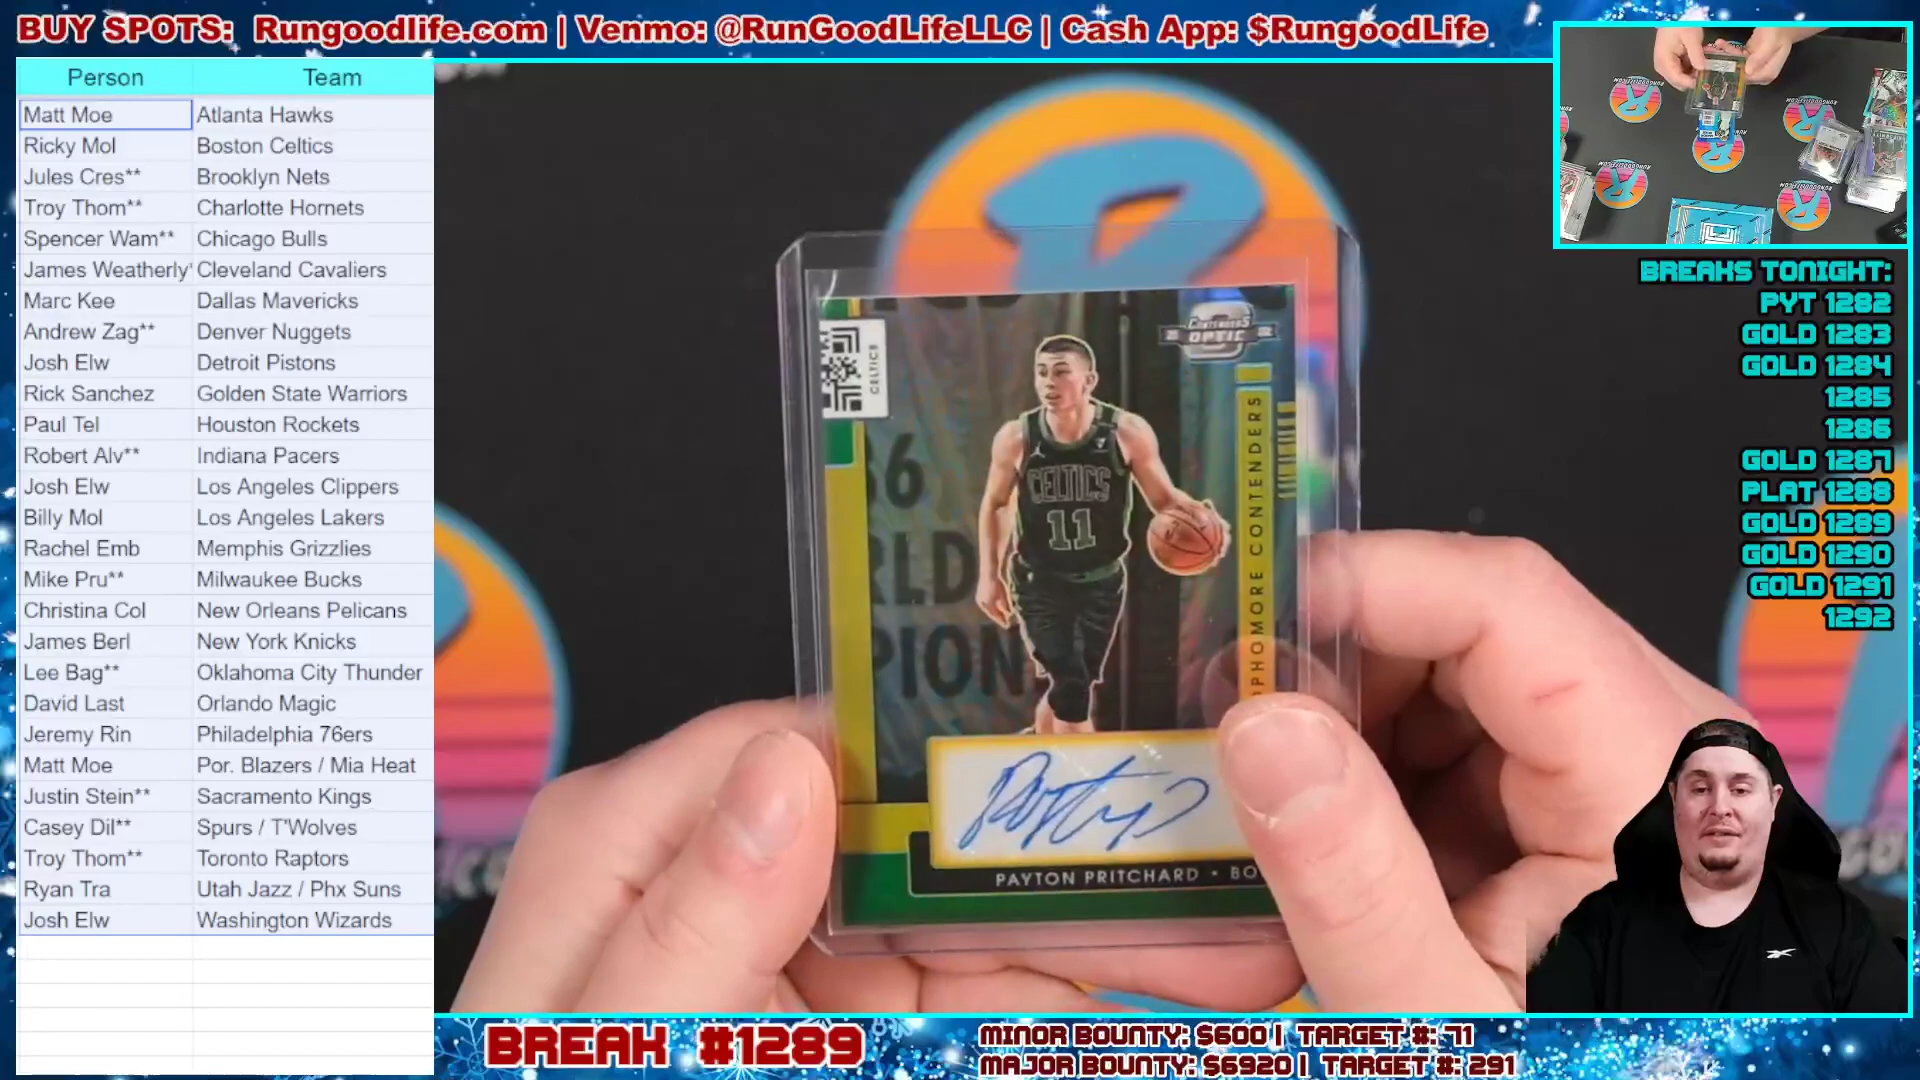 BUY SPOTS: Rungoodlife.com | Venmo: @RunGoodLifeLLC | Cash App: $RungoodLife
Person Team
Matt Moe Atlanta Hawks
Ricky Mol Boston Celtics
Jules Cres** Brooklyn Nets
Troy Thom** Charlotte Hornets
Spencer Wam** Chicago Bulls
James Weatherly* Cleveland Cavaliers
Marc Kee Dallas Mavericks
Andrew Zag** Denver Nuggets
Josh Elw Detroit Pistons
Rick Sanchez Golden State Warriors
Paul Tel Houston Rockets
Robert Alv** Indiana Pacers
Josh Elw Los Angeles Clippers
Billy Mol Los Angeles Lakers
Rachel Emb Memphis Grizzlies
Mike Pru** Milwaukee Bucks
Christina Col New Orleans Pelicans
James Berl New York Knicks
Lee Bag** Oklahoma City Thunder
David Last Orlando Magic
Jeremy Rin Philadelphia 76ers
Matt Moe Por. Blazers / Mia Heat
Justin Stein** Sacramento Kings
Casey Dil** Spurs / T'Wolves
Troy Thom** Toronto Raptors
Ryan Tra Utah Jazz / Phx Suns
Josh Elw Washington Wizards
CELTICS
CONTENDERS
OPTIC
CELTICS
11
OPHOMORE CONTENDERS
PAYTON PRITCHARD • BO
BREAKS TONIGHT:
PYT 1282
GOLD 1283
GOLD 1284
1285
1286
GOLD 1287
PLAT 1288
GOLD 1289
GOLD 1290
GOLD 1291
1292
BREAK #1289
MINOR BOUNTY: $600 | TARGET #: 71
MAJOR BOUNTY: $6920 | TARGET #: 291